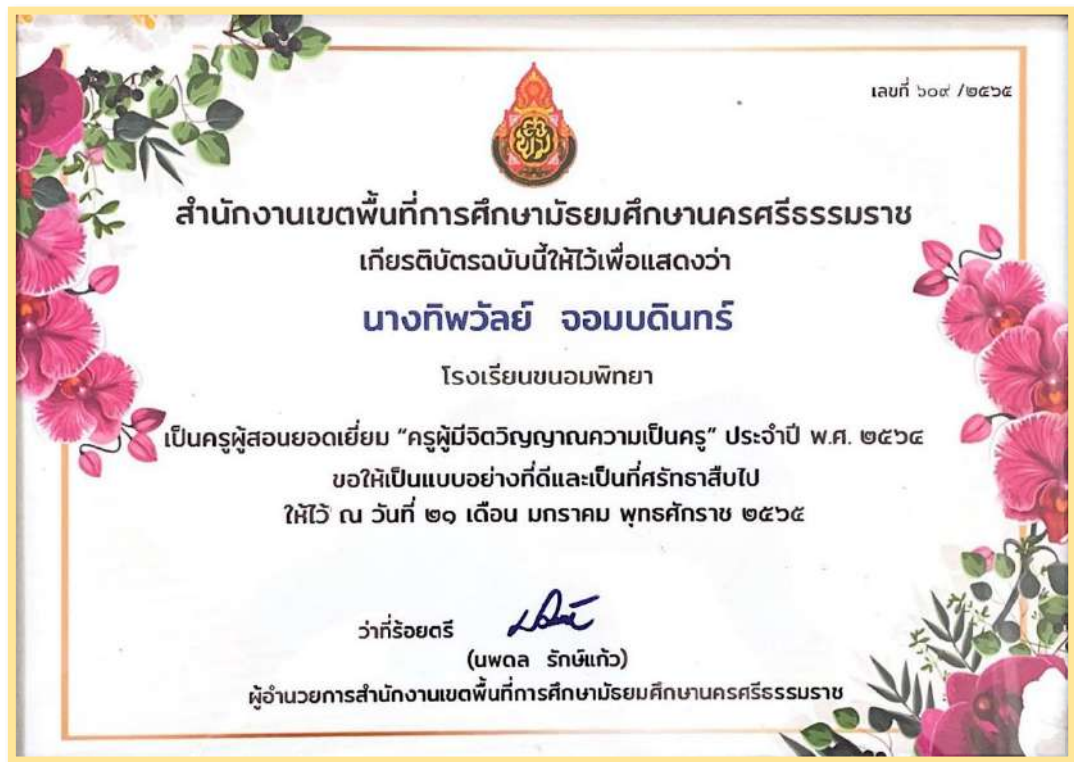 เลขที่ ๖๐๙ /๒๕๖๕
สำนักงานเขตพื้นที่การศึกษามัธยมศึกษานครศรีธรรมราช
เกียรติบัตรฉบับนี้ให้ไว้เพื่อแสดงว่า
นางทิพวัลย์ จอมบดินทร์
โรงเรียนขนอมพิทยา
เป็นครูผู้สอนยอดเยี่ยม “ครูผู้มีจิตวิญญาณความเป็นครู” ประจำปี พ.ศ. ๒๕๖๔
ขอให้เป็นแบบอย่างที่ดีและเป็นที่ศรัทธาสืบไป
ให้ไว้ ณ วันที่ ๒๑ เดือน มกราคม พุทธศักราช ๒๕๖๕
ว่าที่ร้อยตรี
(นพดล รักษ์แก้ว)
ผู้อำนวยการสำนักงานเขตพื้นที่การศึกษามัธยมศึกษานครศรีธรรมราช